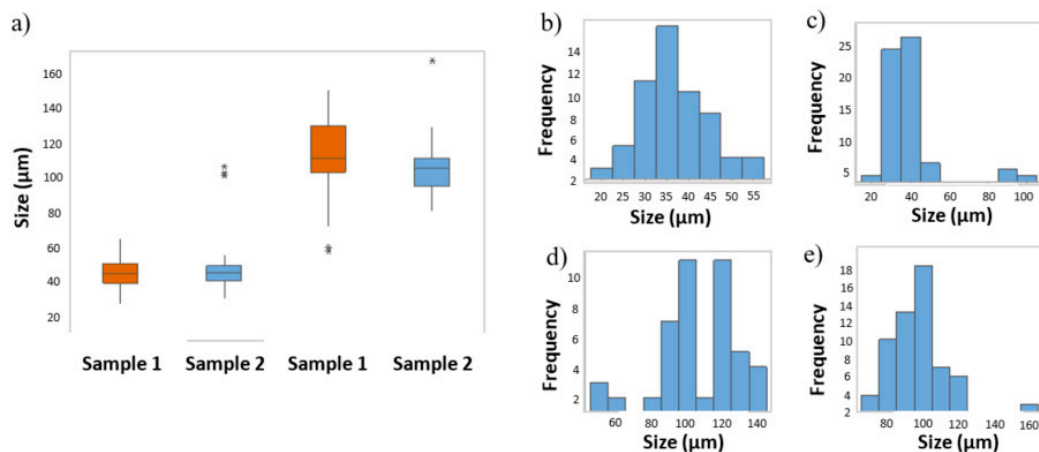 a)
Size (µm)
160
140
120
100
80
60
40
20
*
*
*
*
*
*
Sample 1 Sample 2 Sample 1 Sample 2
b)
Frequency
14
12
10
8
6
4
2
20 25 30 35 40 45 50 55
Size (µm)
c)
Frequency
25
20
15
10
5
20 40 60 80 100
Size (µm)
d)
Frequency
10
8
6
4
2
60 80 100 120 140
Size (µm)
e)
Frequency
18
16
14
12
10
8
6
4
2
80 100 120 140 160
Size (µm)